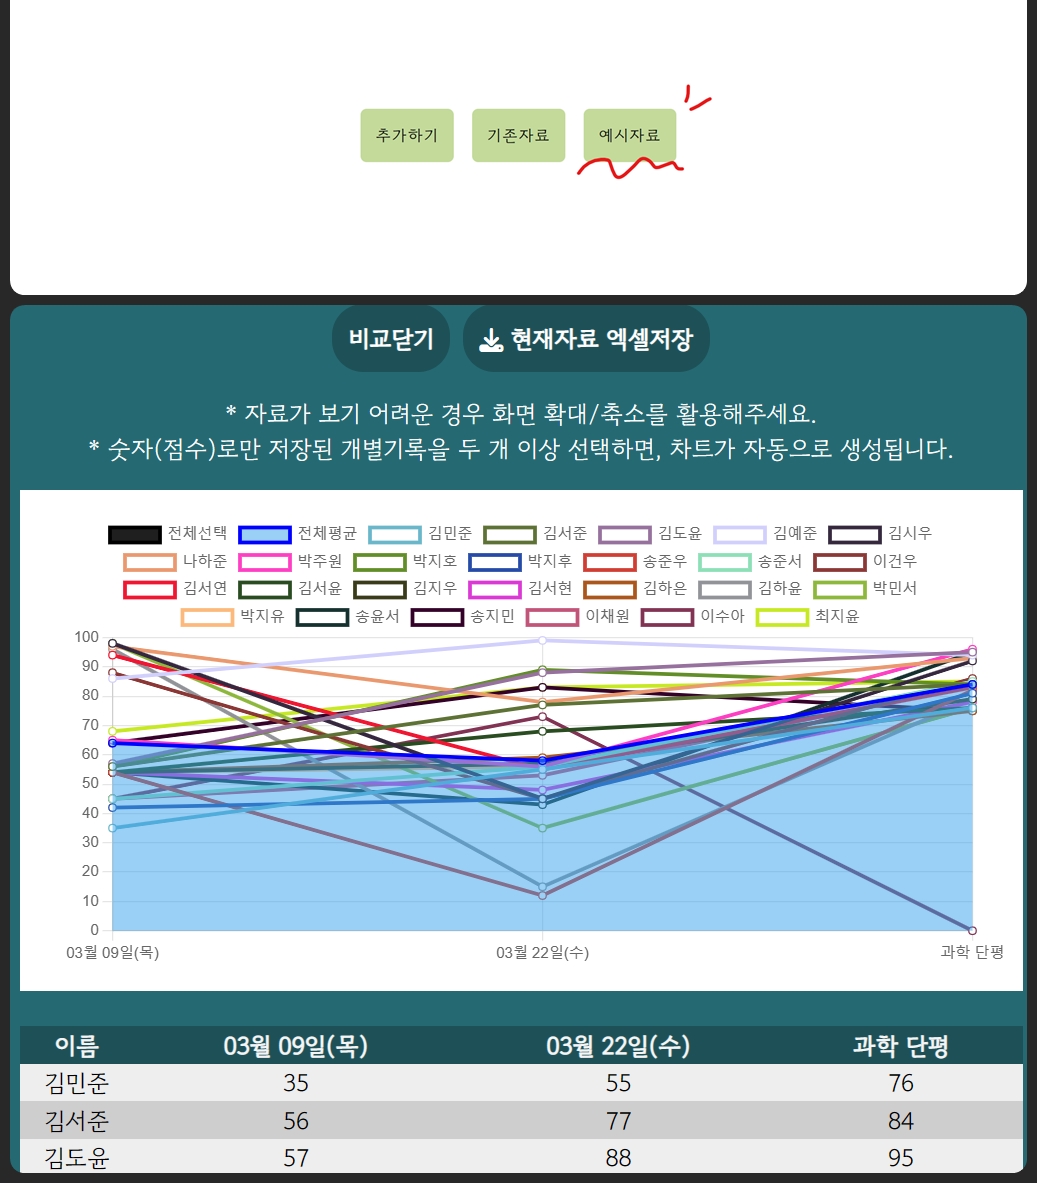 추가하기 기존자료 예시자료
비교닫기 현재자료 엑셀저장
* 자료가 보기 어려운 경우 화면 확대/축소를 활용해주세요.
* 숫자(점수)로만 저장된 개별기록을 두 개 이상 선택하면, 차트가 자동으로 생성됩니다.
전체선택 전체평균 김민준 김서준 김도윤 김예준 김시우
나하준 박주원 박지호 박지후 송준우 송준서 이건우
김서연 김서윤 김지우 김서현 김하은 김하윤 박민서
박지유 송윤서 송지민 이채원 이수아 최지윤
100
90
80
70
60
50
40
30
20
10
0
03월 09일(목) 03월 22일(수) 과학 단평
이름 03월 09일(목) 03월 22일(수) 과학 단평
김민준 35 55 76
김서준 56 77 84
김도윤 57 88 95